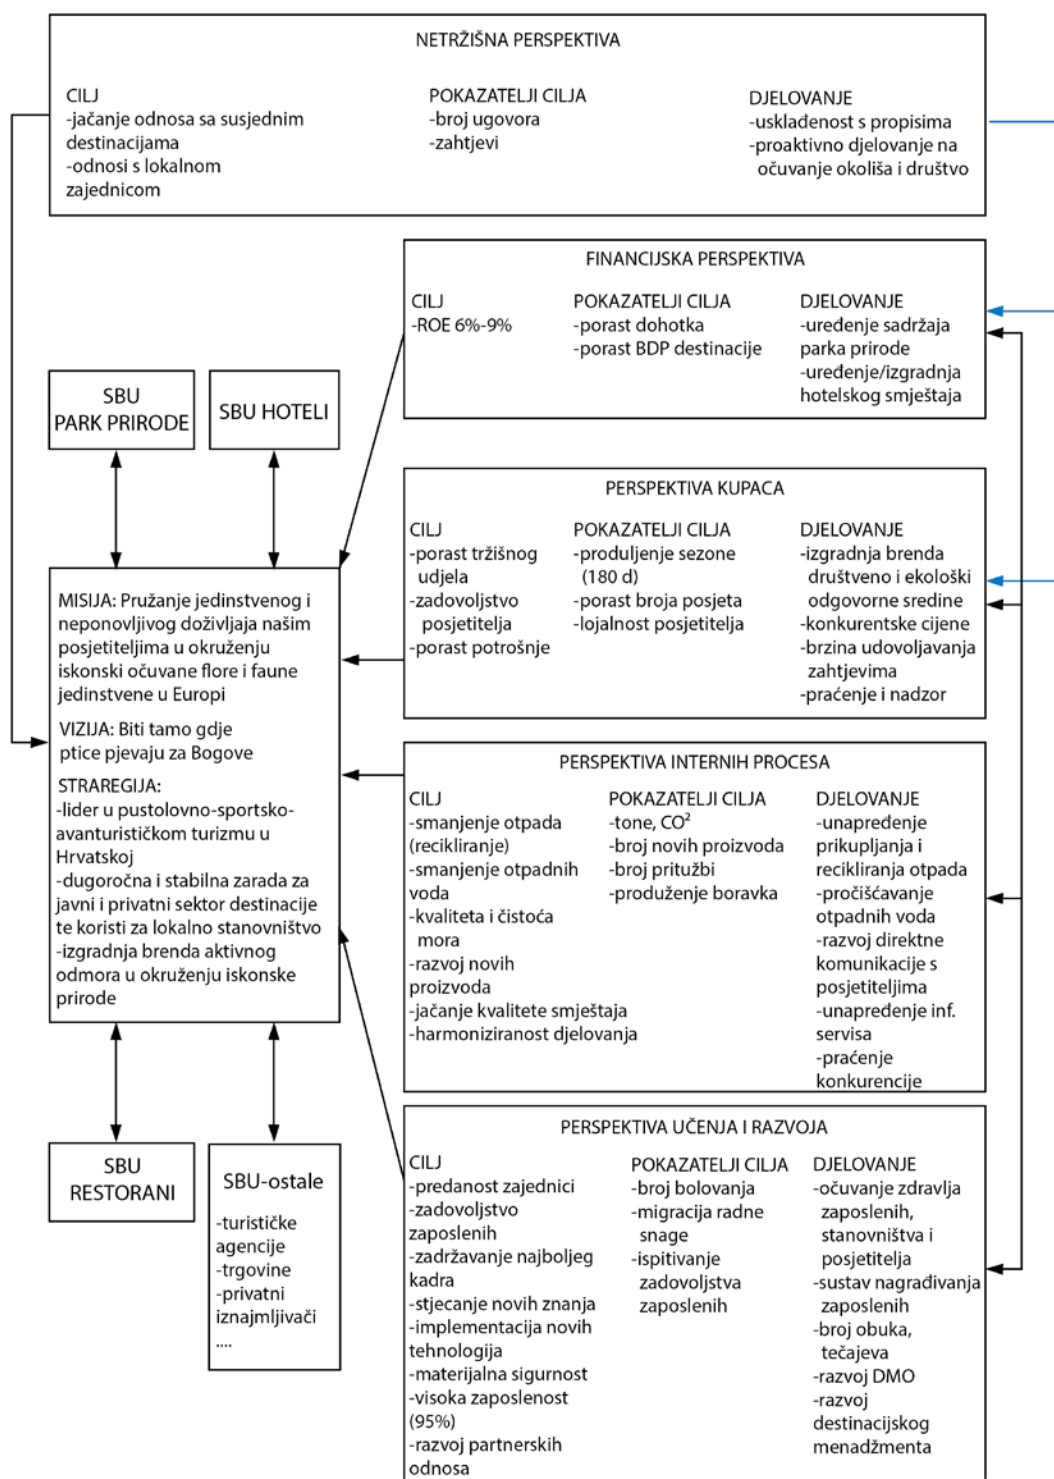 NETRŽIŠNA PERSPEKTIVA
CILJ
-jačanje odnosa sa susjednim
destinacijama
-odnosi s lokalnom
zajednicom
POKAZATELJI CILJA
-broj ugovora
-zahtjevi
DJELOVANJE
-usklađenost s propisima
-proaktivno djelovanje na
očuvanje okoliša i društvo
FINANCIJSKA PERSPEKTIVA
CILJ
-ROE 6%-9%
POKAZATELJI CILJA
-porast dohotka
-porast BDP destinacije
DJELOVANJE
-uređenje sadržaja
parka prirode
-uređenje/izgradnja
hotelskog smještaja
SBU
PARK PRIRODE
SBU HOTELI
PERSPEKTIVA KUPACA
CILJ
-porast tržišnog
udjela
-zadovoljstvo
posjetitelja
-porast potrošnje
POKAZATELJI CILJA
-produljenje sezone
(180 d)
-porast broja posjeta
-lojalnost posjetitelja
DJELOVANJE
-izgradnja brenda
društveno i ekološki
odgovorne sredine
-konkurentske cijene
-brzina udovoljavanja
zahtjevima
-praćenje i nadzor
MISIJA: Pružanje jedinstvenog i
neponovljivog doživljaja našim
posjetiteljima u okruženju
iskonski očuvane flore i faune
jedinstvene u Europi
VIZIJA: Biti tamo gdje
ptice pjevaju za Bogove
STRAREGIJA:
-lider u pustolovno-sportsko-
avanturističkom turizmu u
Hrvatskoj
-dugoročna i stabilna zarada za
javni i privatni sektor destinacije
te koristi za lokalno stanovništvo
-izgradnja brenda aktivnog
odmora u okruženju iskonske
prirode
PERSPEKTIVA INTERNIH PROCESA
CILJ
-smanjenje otpada
(recikliranje)
-smanjenje otpadnih
voda
-kvaliteta i čistoća
mora
-razvoj novih
proizvoda
-jačanje kvalitete smještaja
-harmoniziranost djelovanja
POKAZATELJI CILJA
-tone, CO²
-broj novih proizvoda
-broj pritužbi
-produženje boravka
DJELOVANJE
-unapređenje
prikupljanja i
recikliranja otpada
-pročišćavanje
otpadnih voda
-razvoj direktne
komunikacije s
posjetiteljima
-unapređenje inf.
servisa
-praćenje
konkurencije
SBU
RESTORANI
SBU-ostale
-turističke
agencije
-trgovine
-privatni
iznajmljivači
....
PERSPEKTIVA UČENJA I RAZVOJA
CILJ
-predanost zajednici
-zadovoljstvo
zaposlenih
-zadržavanje najboljeg
kadra
-stjecanje novih znanja
-implementacija novih
tehnologija
-materijalna sigurnost
-visoka zaposlenost
(95%)
-razvoj partnerskih
odnosa
POKAZATELJI CILJA
-broj bolovanja
-migracija radne
snage
-ispitivanje
zadovoljstva
zaposlenih
DJELOVANJE
-očuvanje zdravlja
zaposlenih,
stanovništva i
posjetitelja
-sustav nagrađivanja
zaposlenih
-broj obuka,
tečajeva
-razvoj DMO
-razvoj
destinacijskog
menadžmenta